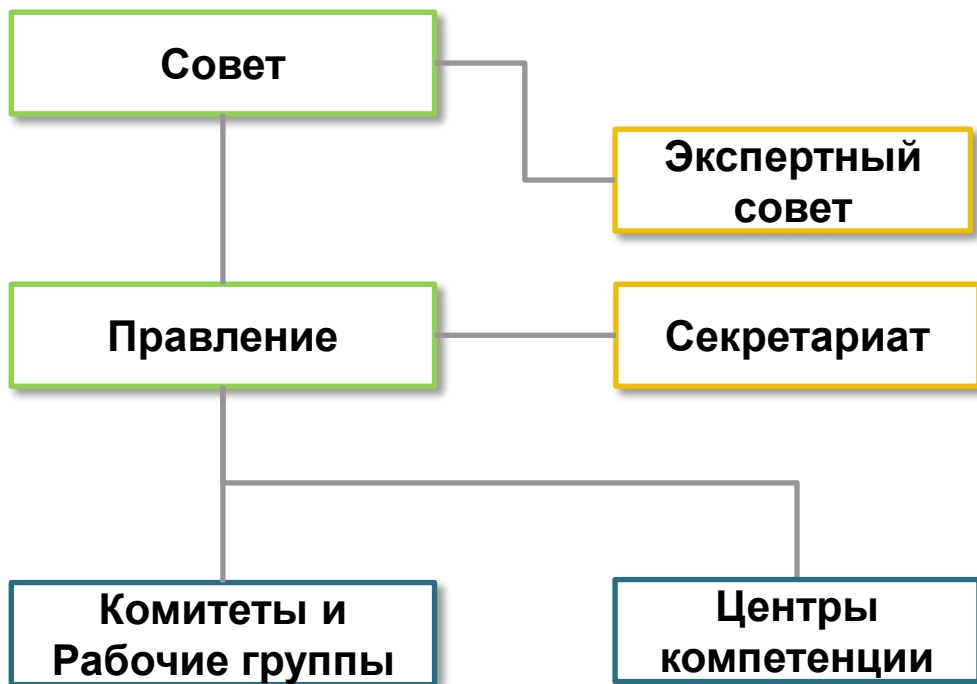 Совет
Экспертный
совет
Правление
Секретариат
Комитеты и
Рабочие группы
Центры
компетенции